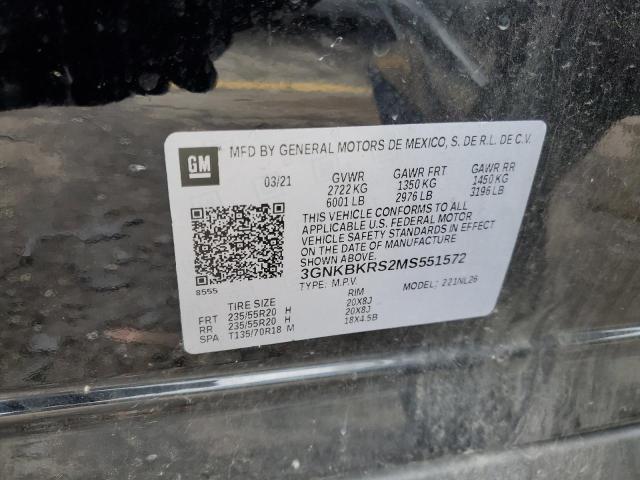 GM
MFD BY GENERAL MOTORS DE MEXICO, S. DE R.L. DE C.V.
03/21 GVWR GAWR FRT GAWR RR
2722 KG 1350 KG 1450 KG
6001 LB 2976 LB 3196 LB
THIS VEHICLE CONFORMS TO ALL
APPLICABLE U.S. FEDERAL MOTOR
VEHICLE SAFETY STANDARDS IN EFFECT
ON THE DATE OF MANUFACTURE
SHOWN ABOVE.
3GNKBKRS2MS551572
8555
TYPE: M.P.V. MODEL: 221NL26
TIRE SIZE RIM
FRT 235/55R20 H 20X8J
RR 235/55R20 H 20X8J
SPA T135/70R18 M 18X4.5B